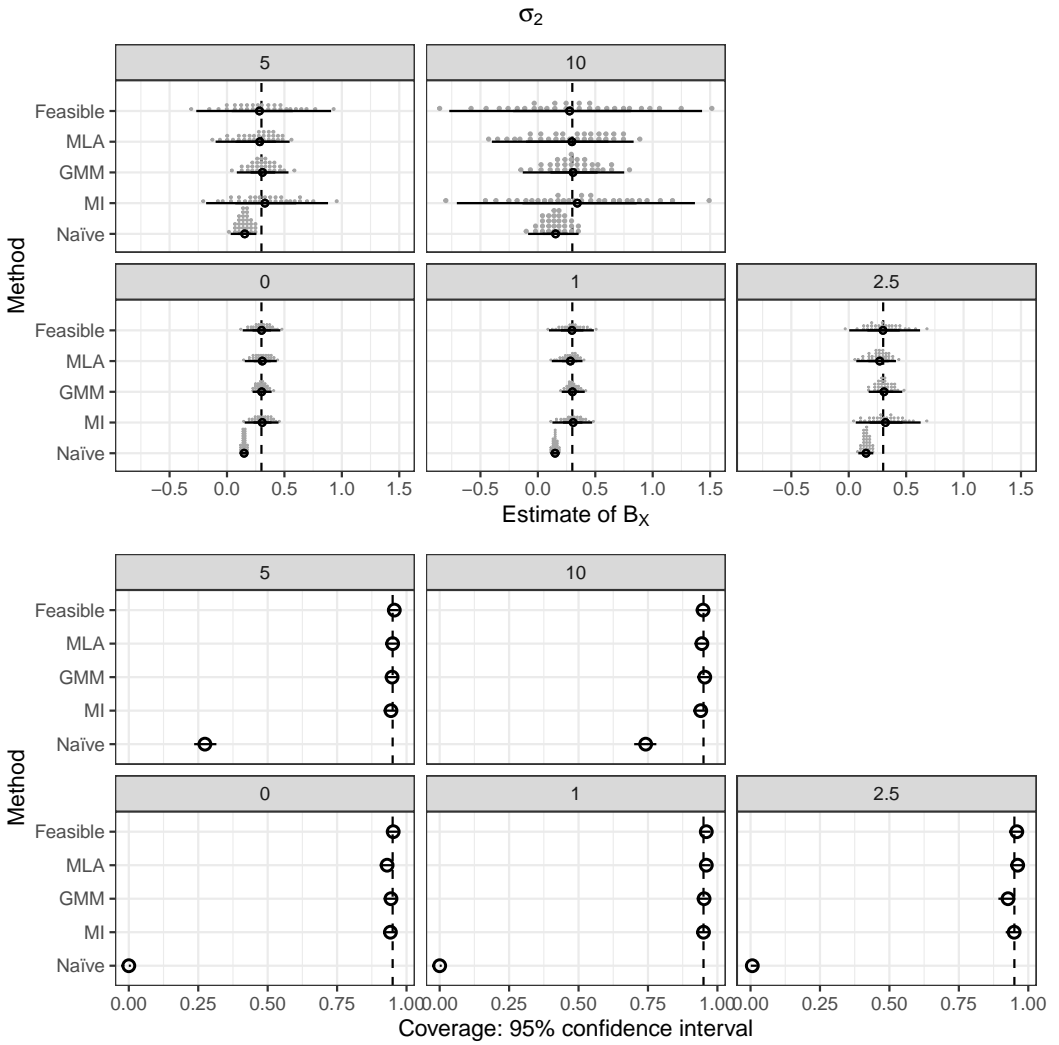 σ2
5 10
Feasible
MLA
GMM
MI
Naïve
0 1 2.5
Feasible
MLA
GMM
MI
Naïve
−0.5 0.0 0.5 1.0 1.5 −0.5 0.0 0.5 1.0 1.5 −0.5 0.0 0.5 1.0 1.5
Method
Estimate of BX
5 10
Feasible
MLA
GMM
MI
Naïve
0 1 2.5
Feasible
MLA
GMM
MI
Naïve
0.00 0.25 0.50 0.75 1.00 0.00 0.25 0.50 0.75 1.00 0.00 0.25 0.50 0.75 1.00
Method
Coverage: 95% confidence interval